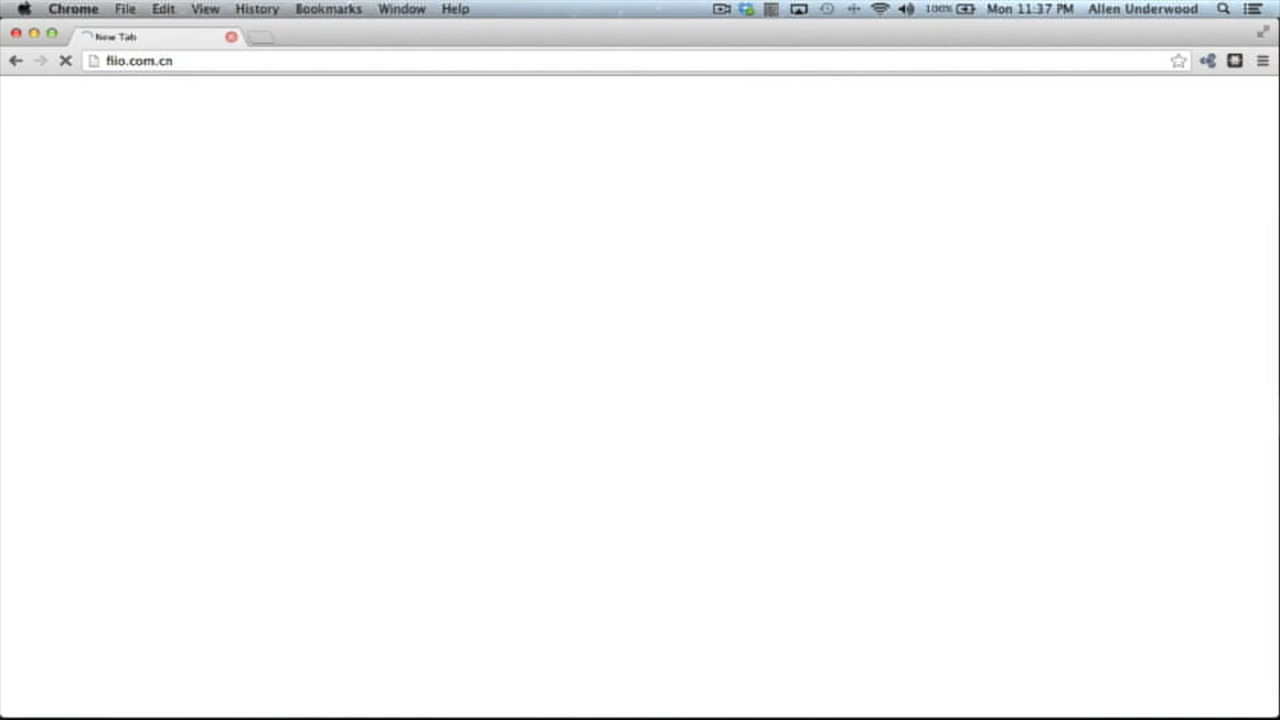 Chrome File Edit View History Bookmarks Window Help 100% Mon 11:37 PM Allen Underwood
New Tab
fiio.com.cn